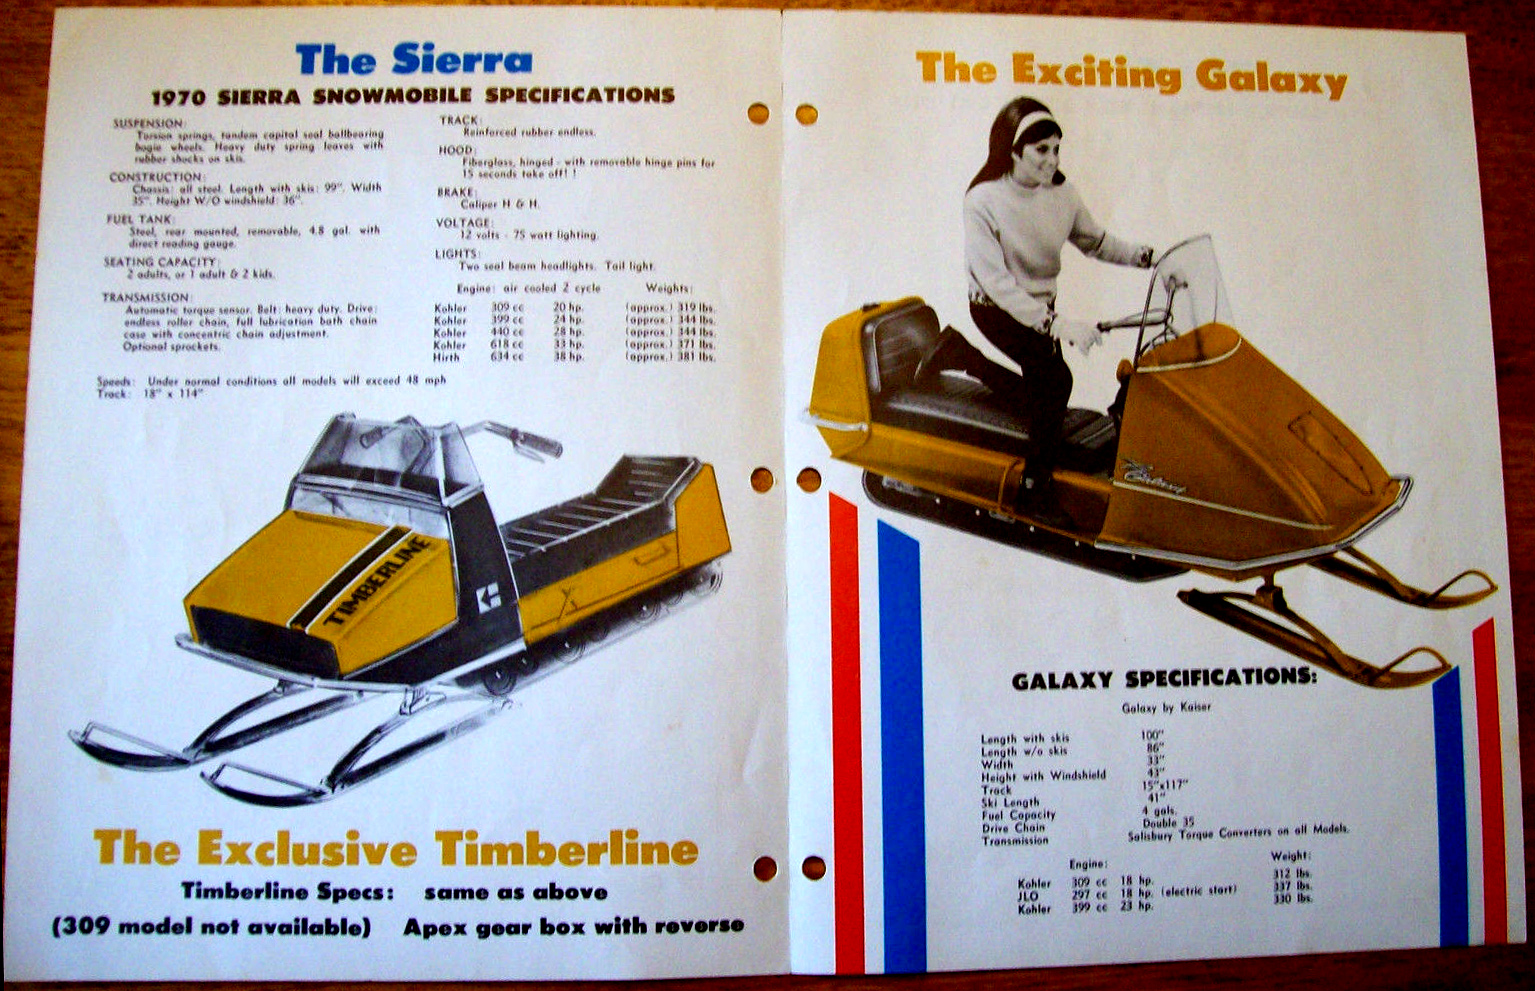 The Sierra
1970 SIERRA SNOWMOBILE SPECIFICATIONS
SUSPENSION:
Torsion springs, tandem capital seal ballbearing
bogie wheels. Heavy duty spring leaves with
rubber shocks on skis.
CONSTRUCTION:
Chassis: all steel. Length with skis: 99". Width
35". Height W/O windshield: 36".
FUEL TANK:
Steel, rear mounted, removable, 4.8 gal. with
direct reading gauge.
SEATING CAPACITY:
2 adults, or 1 adult & 2 kids.
TRANSMISSION:
Automatic torque sensor. Belt: heavy duty. Drive:
endless roller chain, full lubrication bath chain
case with concentric chain adjustment.
Optional sprockets.
TRACK:
Reinforced rubber endless.
HOOD:
Fiberglass, hinged - with removable hinge pins for
15 seconds take off! !
BRAKE:
Caliper H & H.
VOLTAGE:
12 volts - 75 watt lighting.
LIGHTS:
Two seal beam headlights. Tail light.
Engine: air cooled 2 cycle Weights:
Kohler 309 cc 20 hp. (approx.) 319 lbs.
Kohler 399 cc 24 hp. (approx.) 344 lbs.
Kohler 440 cc 28 hp. (approx.) 344 lbs.
Kohler 618 cc 33 hp. (approx.) 371 lbs.
Hirth 634 cc 38 hp. (approx.) 381 lbs.
Speeds: Under normal conditions all models will exceed 48 mph
Track: 18" x 114"
TIMBERLINE
The Exclusive Timberline
Timberline Specs: same as above
(309 model not available) Apex gear box with reverse
The Exciting Galaxy
Galaxy
GALAXY SPECIFICATIONS:
Galaxy by Kaiser
Length with skis 100"
Length w/o skis 86"
Width 33"
Height with Windshield 43"
Track 15"x117"
Ski Length 41"
Fuel Capacity 4 gals.
Drive Chain Double 35
Transmission Salisbury Torque Converters on all Models.
Engine: Weight:
Kohler 309 cc 18 hp. 312 lbs.
JLO 297 cc 18 hp. (electric start) 337 lbs.
Kohler 399 cc 23 hp. 330 lbs.